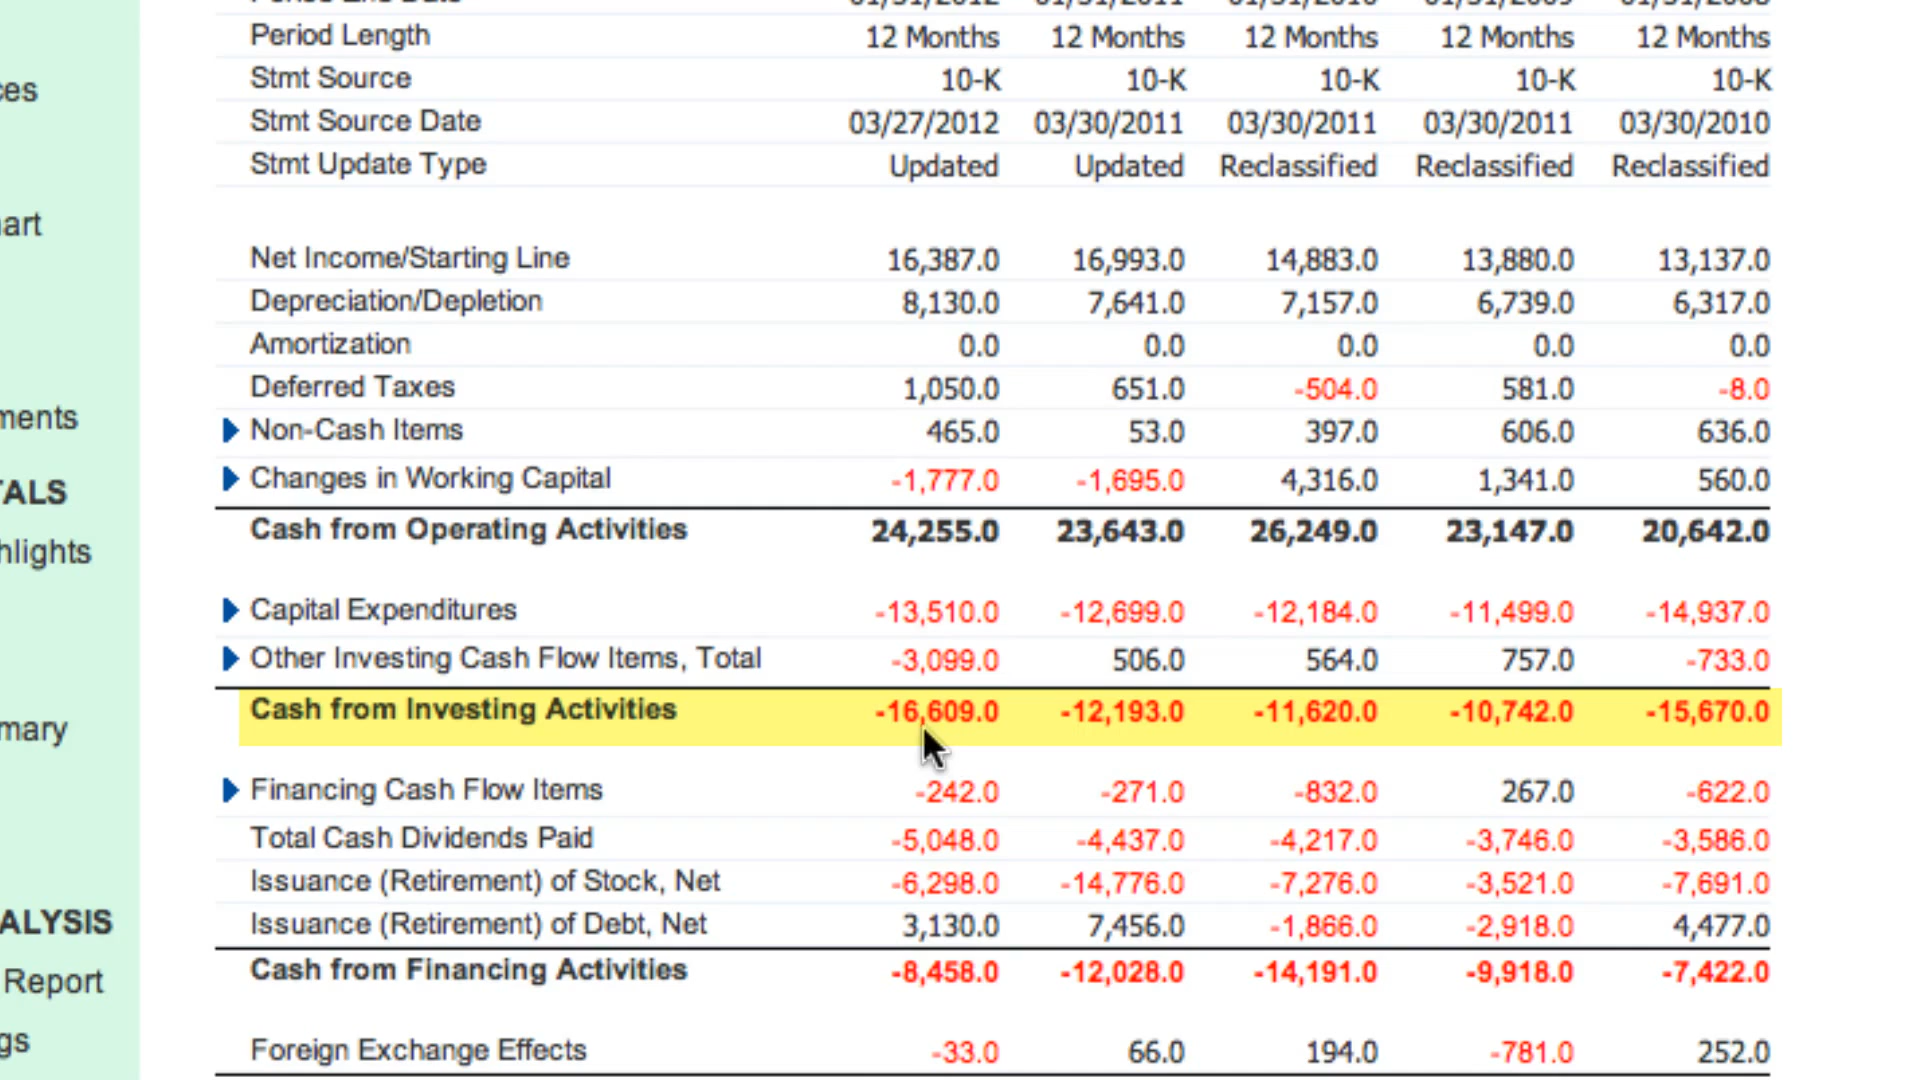 Period Length 12 Months 12 Months 12 Months 12 Months 12 Months
Stmt Source 10-K 10-K 10-K 10-K 10-K
Stmt Source Date 03/27/2012 03/30/2011 03/30/2011 03/30/2011 03/30/2010
Stmt Update Type Updated Updated Reclassified Reclassified Reclassified
Net Income/Starting Line 16,387.0 16,993.0 14,883.0 13,880.0 13,137.0
Depreciation/Depletion 8,130.0 7,641.0 7,157.0 6,739.0 6,317.0
Amortization 0.0 0.0 0.0 0.0 0.0
Deferred Taxes 1,050.0 651.0 -504.0 581.0 -8.0
Non-Cash Items 465.0 53.0 397.0 606.0 636.0
Changes in Working Capital -1,777.0 -1,695.0 4,316.0 1,341.0 560.0
Cash from Operating Activities 24,255.0 23,643.0 26,249.0 23,147.0 20,642.0
Capital Expenditures -13,510.0 -12,699.0 -12,184.0 -11,499.0 -14,937.0
Other Investing Cash Flow Items, Total -3,099.0 506.0 564.0 757.0 -733.0
Cash from Investing Activities -16,609.0 -12,193.0 -11,620.0 -10,742.0 -15,670.0
Financing Cash Flow Items -242.0 -271.0 -832.0 267.0 -622.0
Total Cash Dividends Paid -5,048.0 -4,437.0 -4,217.0 -3,746.0 -3,586.0
Issuance (Retirement) of Stock, Net -6,298.0 -14,776.0 -7,276.0 -3,521.0 -7,691.0
Issuance (Retirement) of Debt, Net 3,130.0 7,456.0 -1,866.0 -2,918.0 4,477.0
Cash from Financing Activities -8,458.0 -12,028.0 -14,191.0 -9,918.0 -7,422.0
Foreign Exchange Effects -33.0 66.0 194.0 -781.0 252.0
ces
art
ments
TALS
hlights
mary
ALYSIS
Report
gs